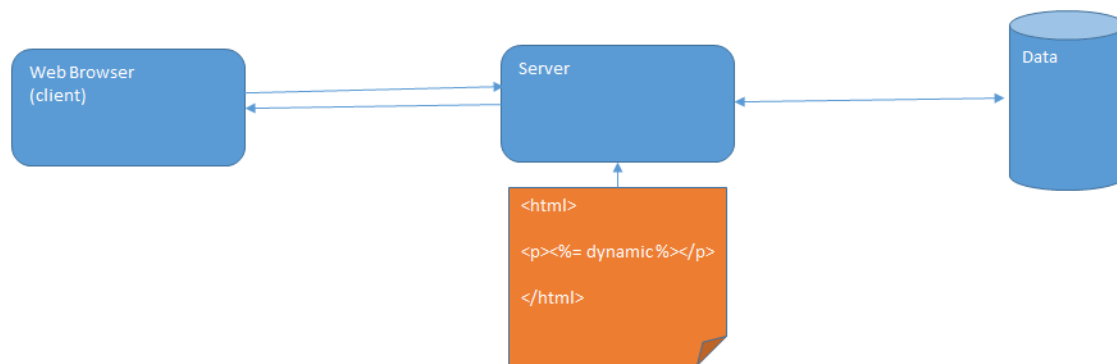 Web Browser
(client)
Server
Data
<html>
<p><%= dynamic %></p>
</html>